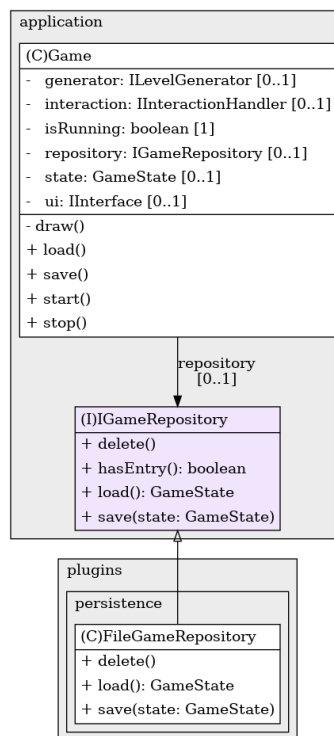 application
(C)Game
- generator: ILevelGenerator [0..1]
- interaction: IInteractionHandler [0..1]
- isRunning: boolean [1]
- repository: IGameRepository [0..1]
- state: GameState [0..1]
- ui: IInterface [0..1]
- draw()
+ load()
+ save()
+ start()
+ stop()
repository
[0..1]
(I)IGameRepository
+ delete()
+ hasEntry(): boolean
+ load(): GameState
+ save(state: GameState)
plugins
persistence
(C)FileGameRepository
+ delete()
+ load(): GameState
+ save(state: GameState)